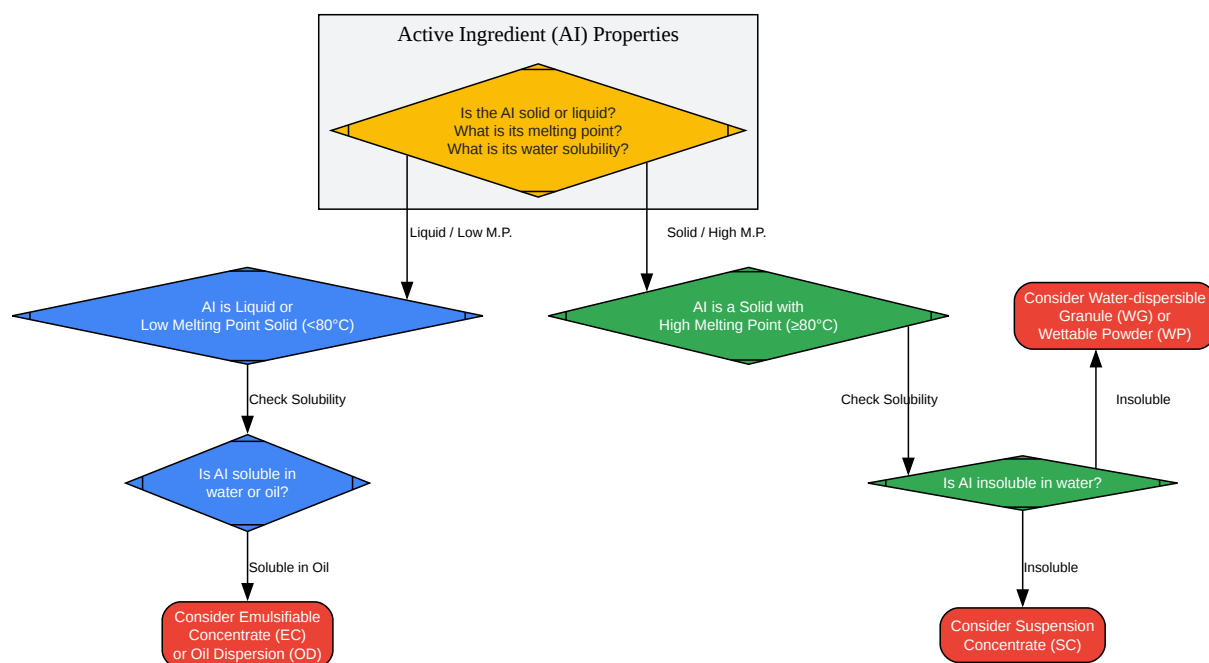 Active Ingredient (AI) Properties
Is the AI solid or liquid?
What is its melting point?
What is its water solubility?
Liquid / Low M.P.
Solid / High M.P.
AI is Liquid or
Low Melting Point Solid (<80°C)
AI is a Solid with
High Melting Point (≥80°C)
Consider Water-dispersible
Granule (WG) or
Wettable Powder (WP)
Check Solubility
Check Solubility
Insoluble
Is AI soluble in
water or oil?
Is AI insoluble in water?
Soluble in Oil
Insoluble
Consider Emulsifiable
Concentrate (EC)
or Oil Dispersion (OD)
Consider Suspension
Concentrate (SC)